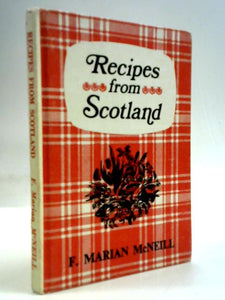 Recipes
from
Scotland
F. MARIAN McNEILL
RECIPES FROM SCOTLAND
F. Marian McNEILL